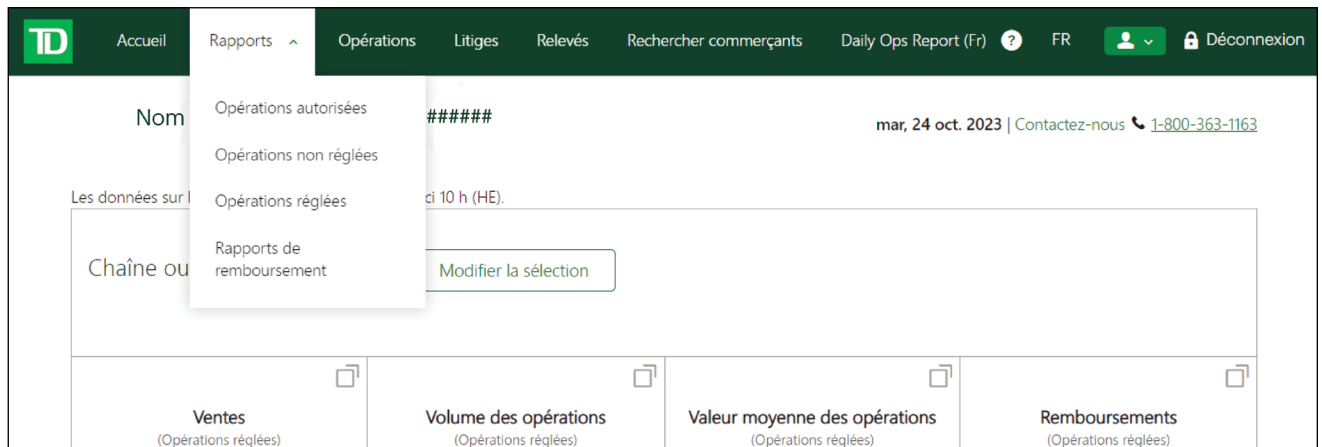 TD Accueil Rapports Opérations Litiges Relevés Rechercher commerçants Daily Ops Report (Fr) ? FR Déconnexion
Opérations autorisées
Opérations non réglées
Opérations réglées
Rapports de
remboursement
Nom ######
mar, 24 oct. 2023 | Contactez-nous 1-800-363-1163
Les données sur ci 10 h (HE).
Chaîne ou Modifier la sélection
Ventes
(Opérations réglées)
Volume des opérations
(Opérations réglées)
Valeur moyenne des opérations
(Opérations réglées)
Remboursements
(Opérations réglées)